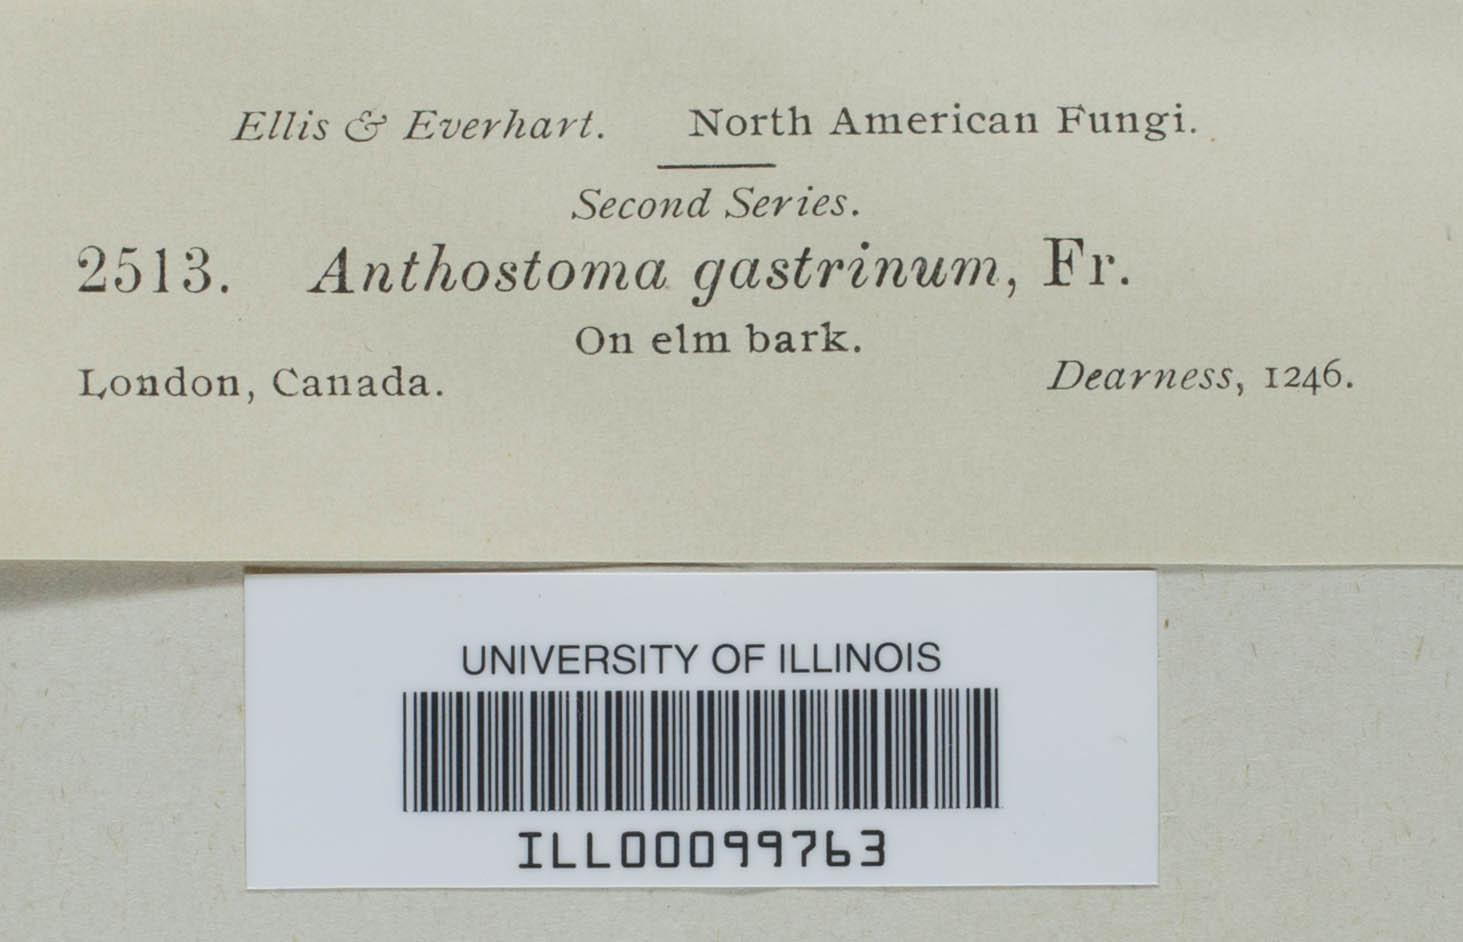 Ellis & Everhart. North American Fungi.
Second Series.
2513. Anthostoma gastrinum, Fr.
On elm bark.
London, Canada. Dearness, 1246.
UNIVERSITY OF ILLINOIS
ILL00099763